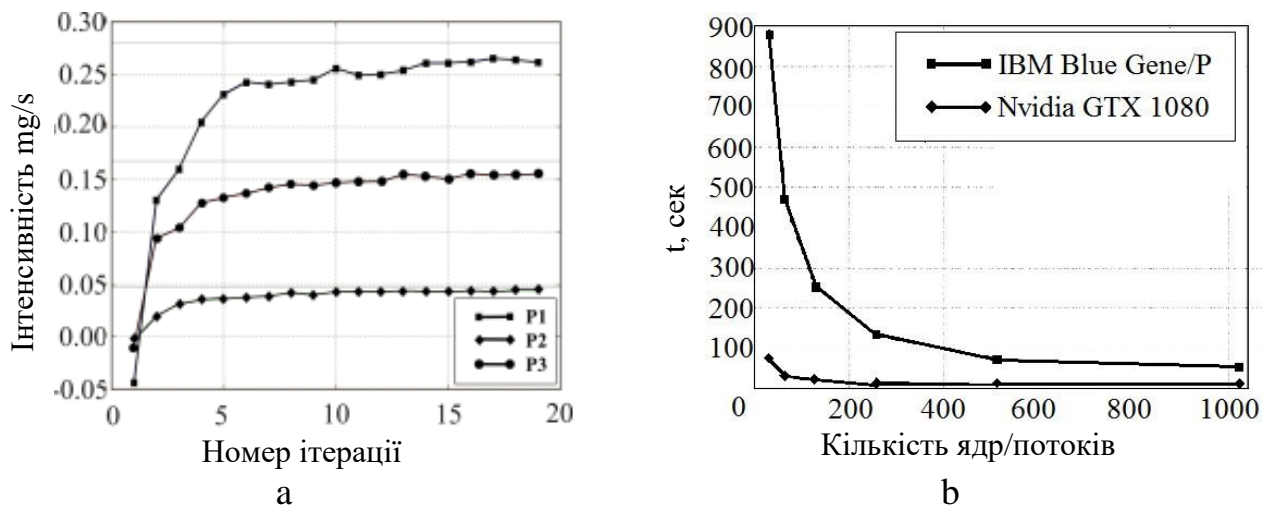 Інтенсивність mg/s
0.30
0.25
0.20
0.15
0.10
0.05
0.00
-0.05
0 5 10 15 20
P1
P2
P3
Номер ітерації
a
t, сек
900
800
700
600
900
500
400
300
200
100
0 200 400 600 800 1000
IBM Blue Gene/P
Nvidia GTX 1080
Кількість ядр/потоків
b